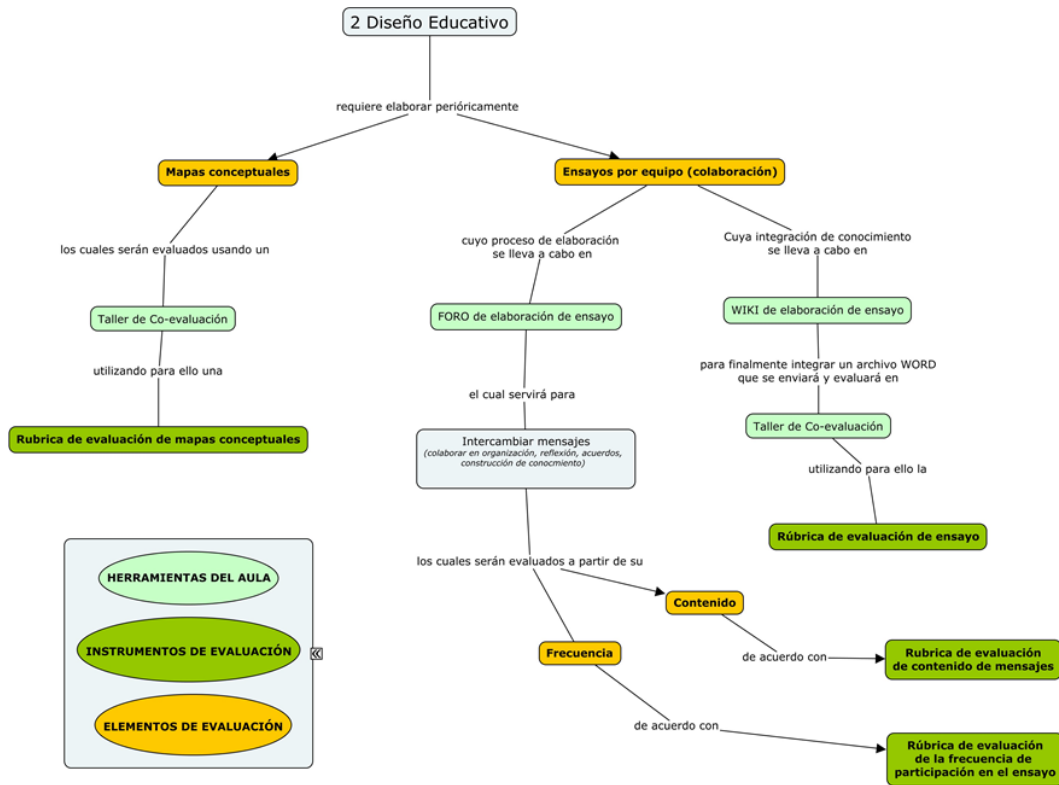 2 Diseño Educativo
requiere elaborar perióricamente
Mapas conceptuales
Ensayos por equipo (colaboración)
los cuales serán evaluados usando un
cuyo proceso de elaboración
se lleva a cabo en
Cuya integración de conocimiento
se lleva a cabo en
Taller de Co-evaluación
FORO de elaboración de ensayo
WIKI de elaboración de ensayo
utilizando para ello una
el cual servirá para
para finalmente integrar un archivo WORD
que se enviará y evaluará en
Rubrica de evaluación de mapas conceptuales
Intercambiar mensajes
(colaborar en organización, reflexión, acuerdos,
construcción de conocmiento)
Taller de Co-evaluación
utilizando para ello la
Rúbrica de evaluación de ensayo
los cuales serán evaluados a partir de su
Contenido
Frecuencia
de acuerdo con
Rubrica de evaluación
de contenido de mensajes
de acuerdo con
Rúbrica de evaluación
de la frecuencia de
participación en el ensayo
HERRAMIENTAS DEL AULA
INSTRUMENTOS DE EVALUACIÓN
ELEMENTOS DE EVALUACIÓN